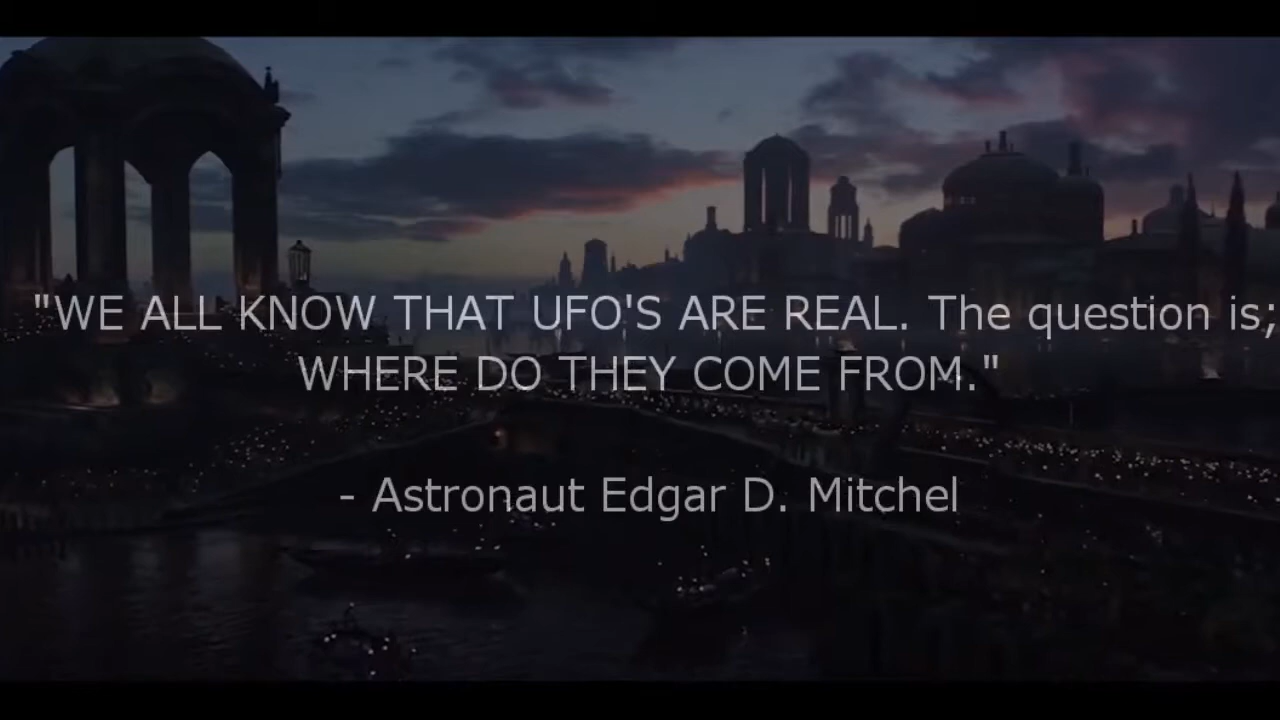 "WE ALL KNOW THAT UFO'S ARE REAL. The question is;
WHERE DO THEY COME FROM."
- Astronaut Edgar D. Mitchel